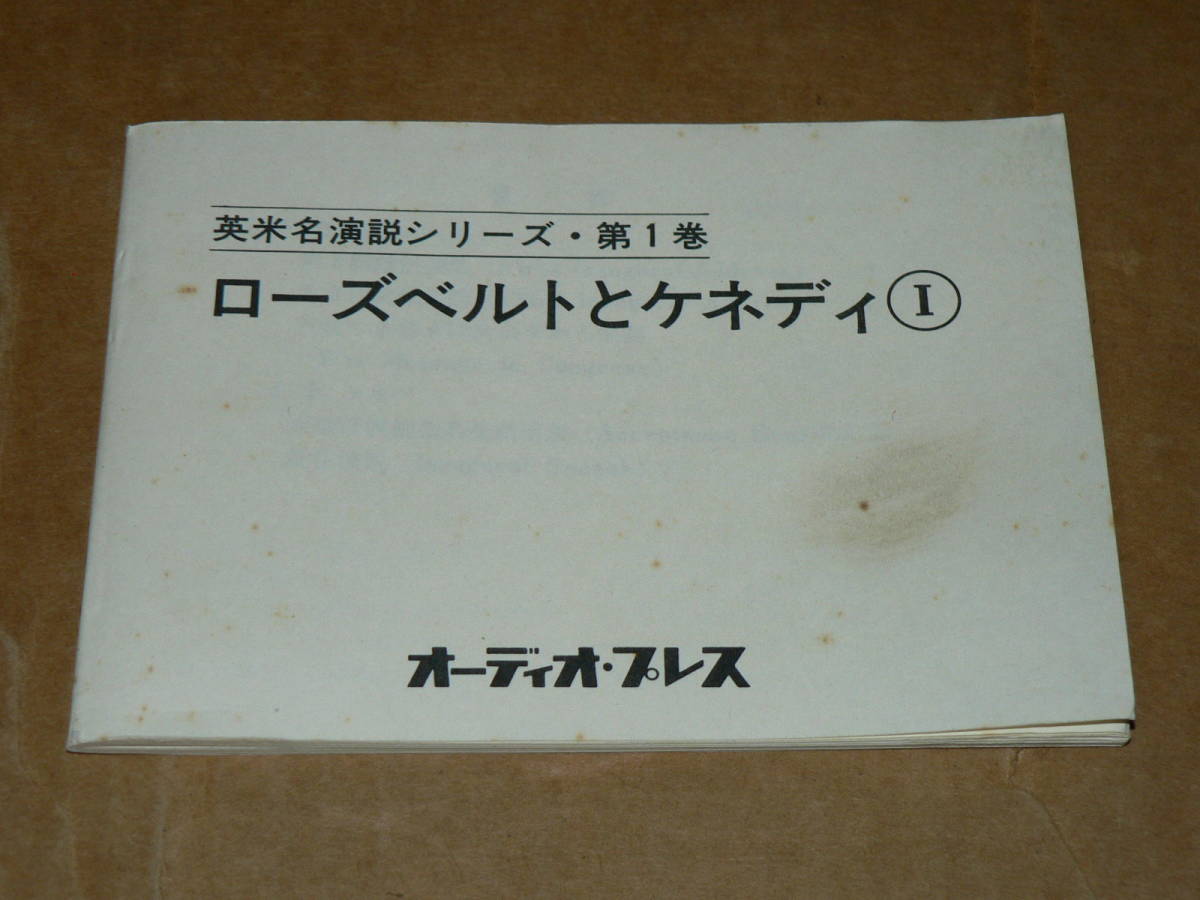 英米名演説シリーズ・第1巻
ローズベルトとケネディⒾ
オーディオ・プレス